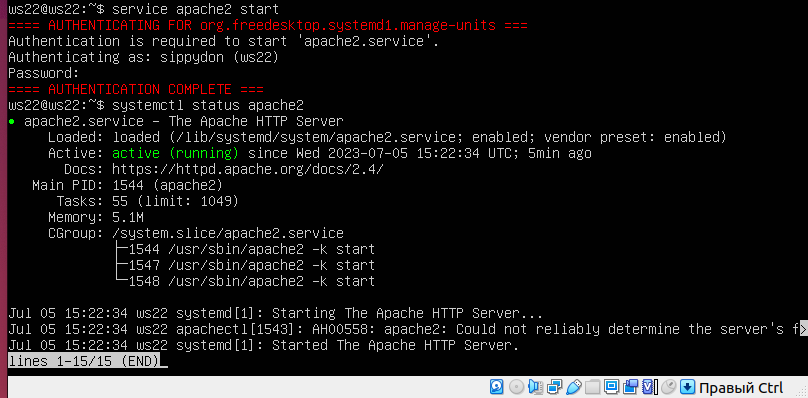 ws22@ws22:~$ service apache2 start
==== AUTHENTICATING FOR org.freedesktop.systemd1.manage-units ===
Authentication is required to start 'apache2.service'.
Authenticating as: sippydon (ws22)
Password:
==== AUTHENTICATION COMPLETE ===
ws22@ws22:~$ systemctl status apache2
● apache2.service - The Apache HTTP Server
Loaded: loaded (/lib/systemd/system/apache2.service; enabled; vendor preset: enabled)
Active: active (running) since Wed 2023-07-05 15:22:34 UTC; 5min ago
Docs: https://httpd.apache.org/docs/2.4/
Main PID: 1544 (apache2)
Tasks: 55 (limit: 1049)
Memory: 5.1M
CGroup: /system.slice/apache2.service
├─1544 /usr/sbin/apache2 -k start
├─1547 /usr/sbin/apache2 -k start
└─1548 /usr/sbin/apache2 -k start
Jul 05 15:22:34 ws22 systemd[1]: Starting The Apache HTTP Server...
Jul 05 15:22:34 ws22 apachectl[1543]: AH00558: apache2: Could not reliably determine the server's f>
Jul 05 15:22:34 ws22 systemd[1]: Started The Apache HTTP Server.
lines 1-15/15 (END)
Правый Ctrl